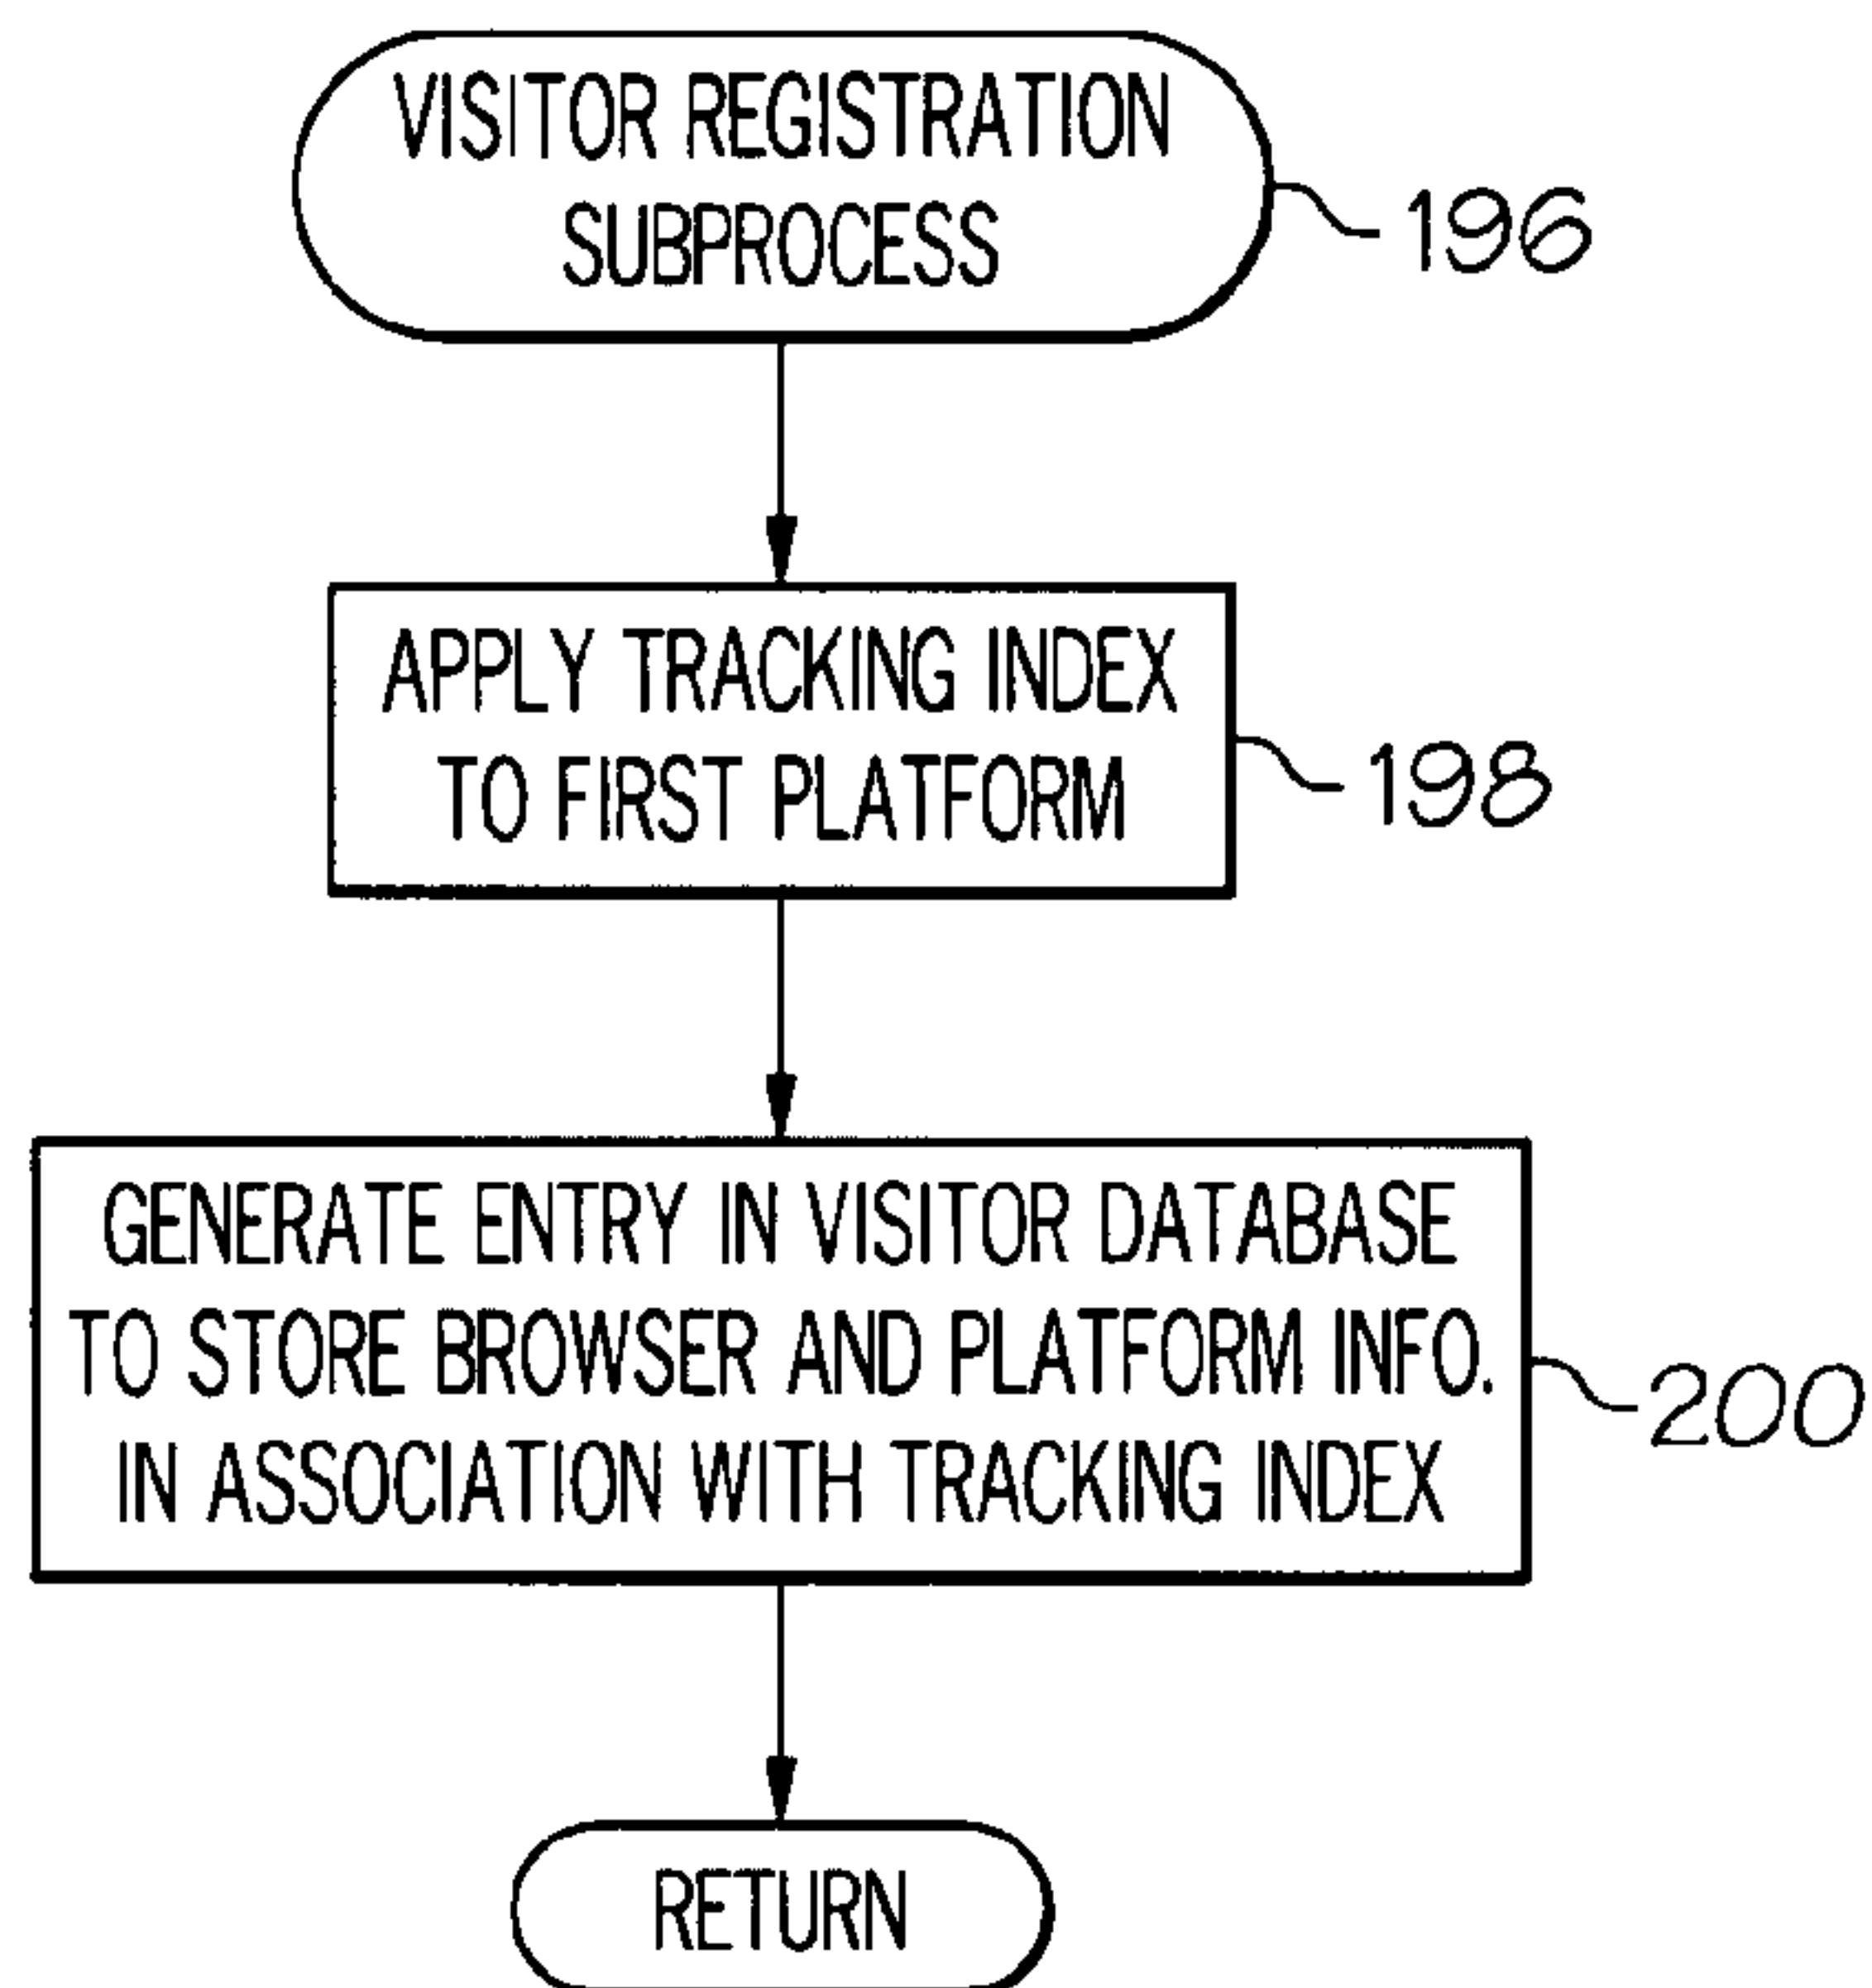 VISITOR REGISTRATION
SUBPROCESS
196
APPLY TRACKING INDEX
TO FIRST PLATFORM
198
GENERATE ENTRY IN VISITOR DATABASE
TO STORE BROWSER AND PLATFORM INFO.
IN ASSOCIATION WITH TRACKING INDEX
200
RETURN